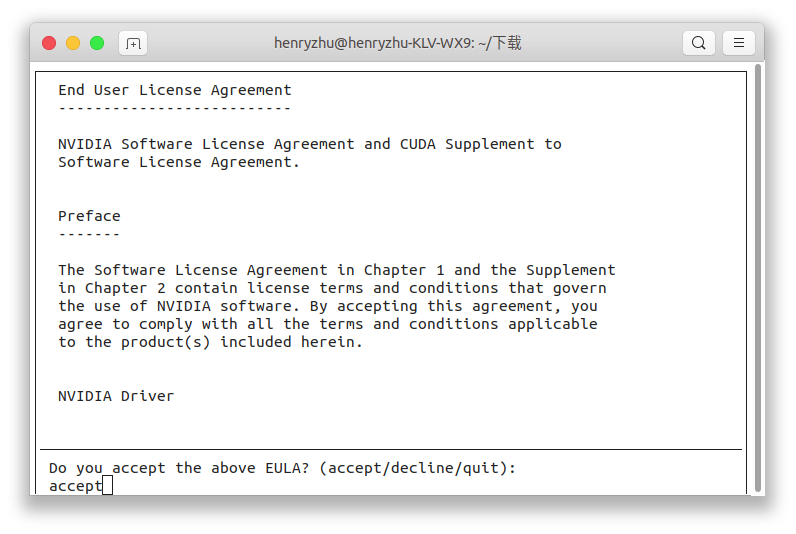 henryzhu@henryzhu-KLV-WX9: ~/下载
End User License Agreement
--------------------------
NVIDIA Software License Agreement and CUDA Supplement to
Software License Agreement.
Preface
-------
The Software License Agreement in Chapter 1 and the Supplement
in Chapter 2 contain license terms and conditions that govern
the use of NVIDIA software. By accepting this agreement, you
agree to comply with all the terms and conditions applicable
to the product(s) included herein.
NVIDIA Driver
Do you accept the above EULA? (accept/decline/quit):
accept